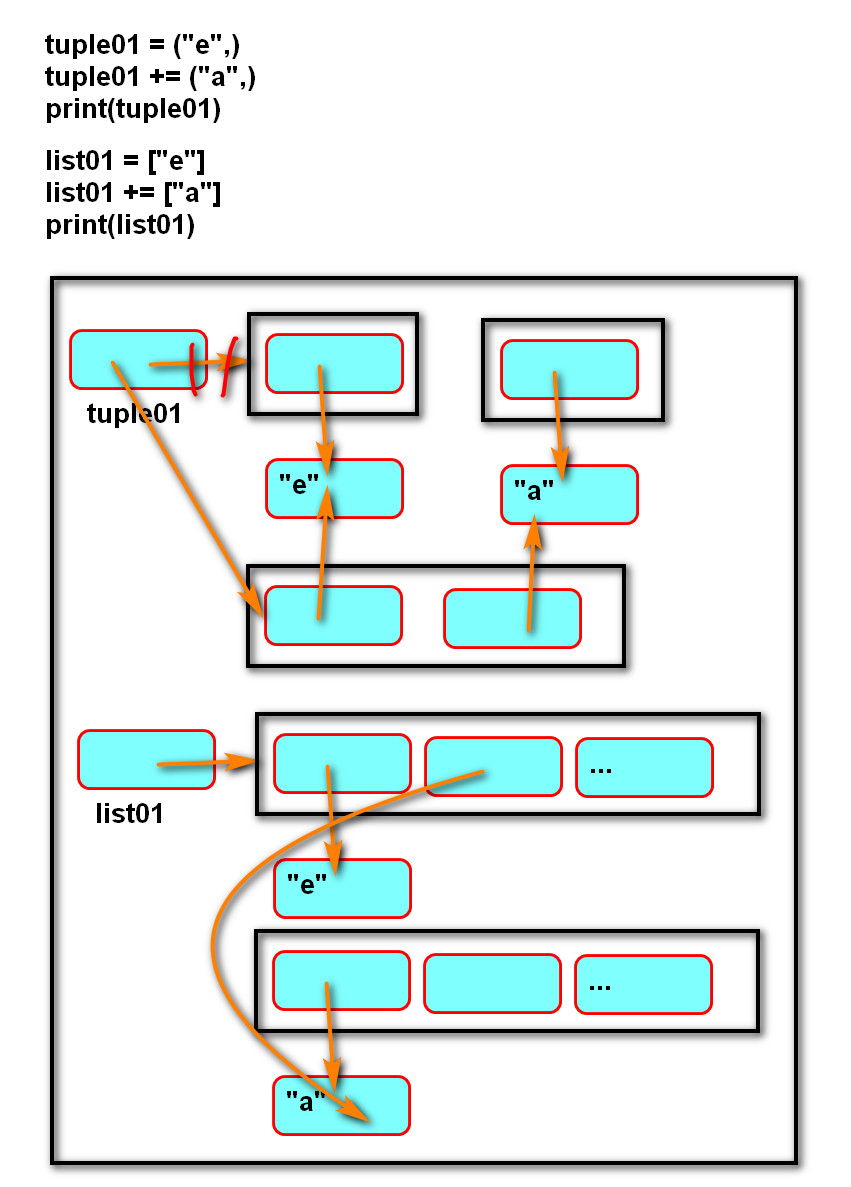 tuple01 = ("e",)
tuple01 += ("a",)
print(tuple01)
list01 = ["e"]
list01 += ["a"]
print(list01)
tuple01
"e"
"a"
...
list01
"e"
...
"a"